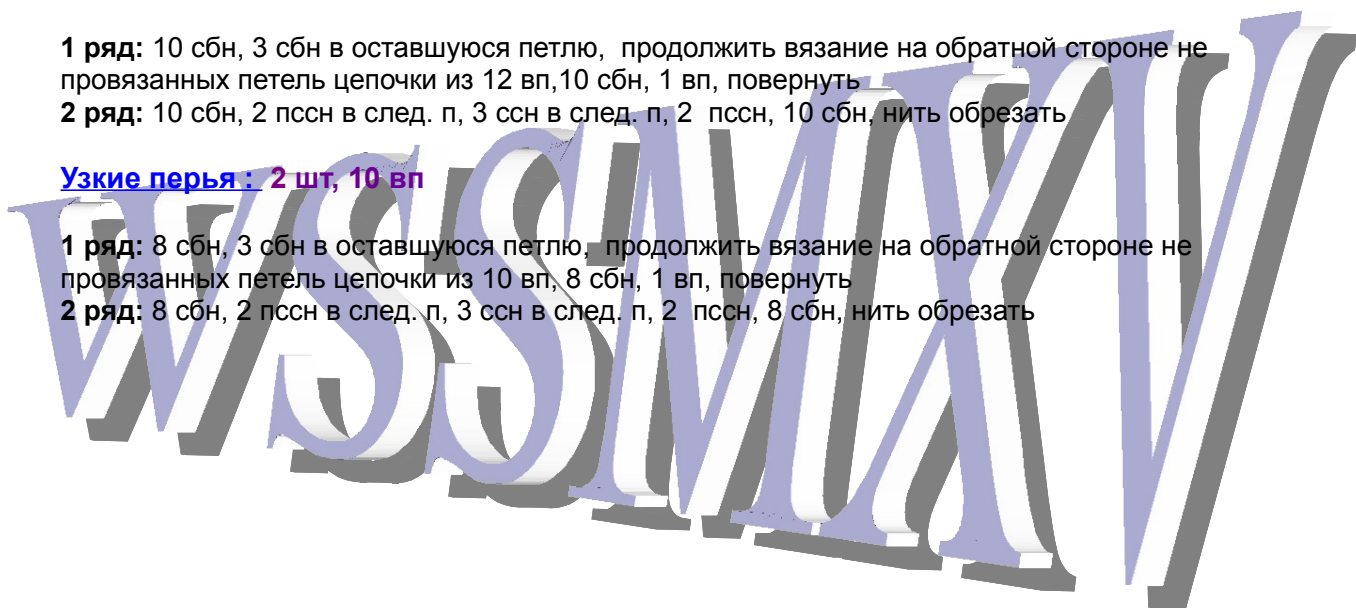 1 ряд: 10 сбн, 3 сбн в оставшуюся петлю, продолжить вязание на обратной стороне не
провязанных петель цепочки из 12 вп,10 сбн, 1 вп, повернуть
2 ряд: 10 сбн, 2 пссн в след. п, 3 ссн в след. п, 2 пссн, 10 сбн, нить обрезать
Узкие перья : 2 шт, 10 вп
1 ряд: 8 сбн, 3 сбн в оставшуюся петлю, продолжить вязание на обратной стороне не
провязанных петель цепочки из 10 вп, 8 сбн, 1 вп, повернуть
2 ряд: 8 сбн, 2 пссн в след. п, 3 ссн в след. п, 2 пссн, 8 сбн, нить обрезать
WSSMXV